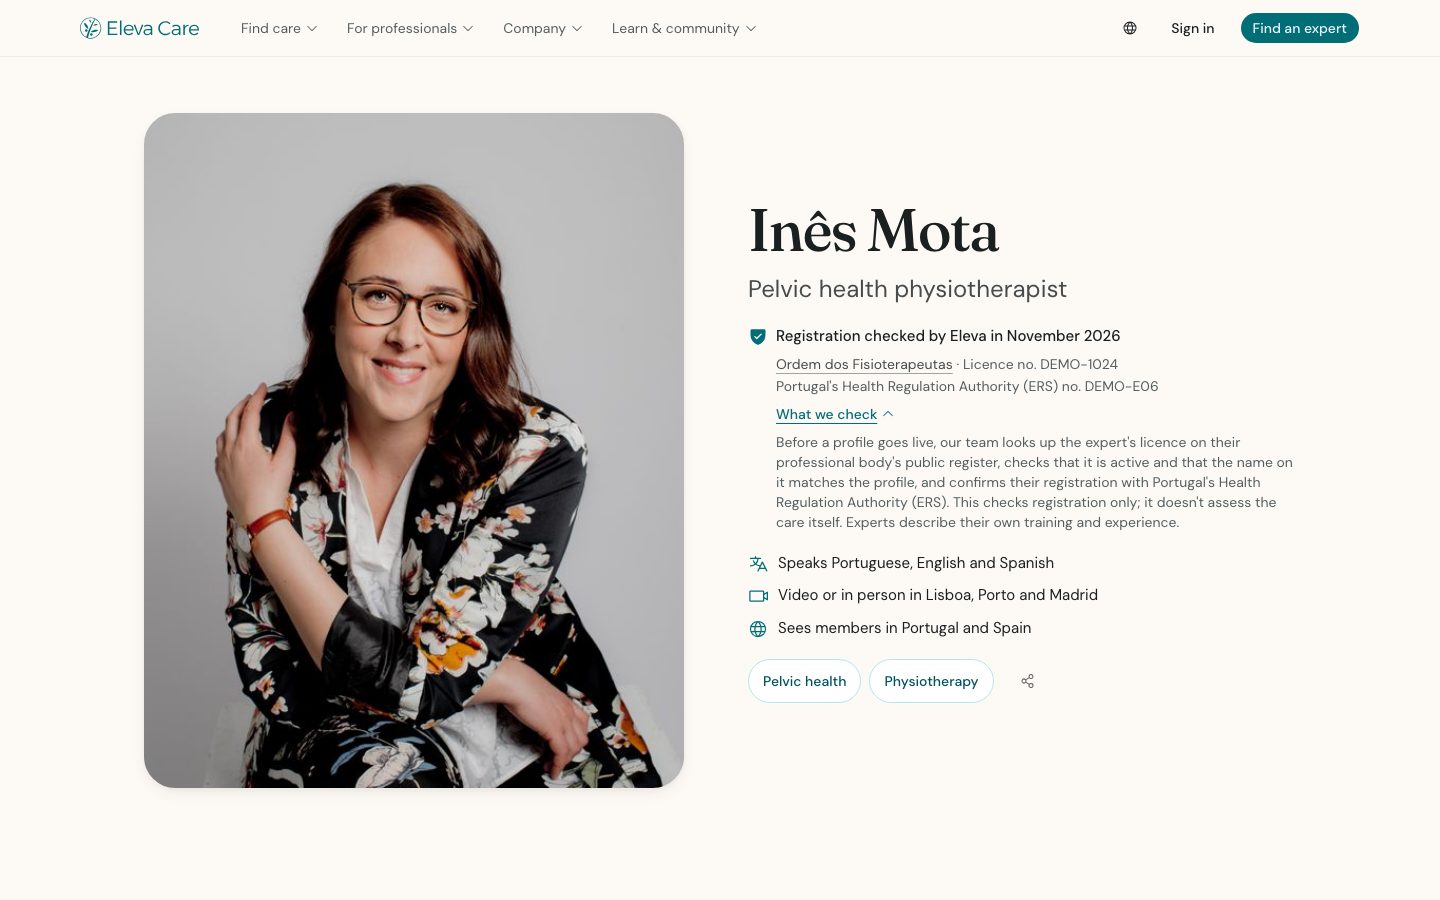 Eleva Care
Find care
For professionals
Company
Learn & community
Sign in
Find an expert
Inês Mota
Pelvic health physiotherapist
Registration checked by Eleva in November 2026
Ordem dos Fisioterapeutas · Licence no. DEMO-1024
Portugal's Health Regulation Authority (ERS) no. DEMO-E06
What we check
Before a profile goes live, our team looks up the expert's licence on their
professional body's public register, checks that it is active and that the name on
it matches the profile, and confirms their registration with Portugal's Health
Regulation Authority (ERS). This checks registration only; it doesn't assess the
care itself. Experts describe their own training and experience.
Speaks Portuguese, English and Spanish
Video or in person in Lisboa, Porto and Madrid
Sees members in Portugal and Spain
Pelvic health
Physiotherapy